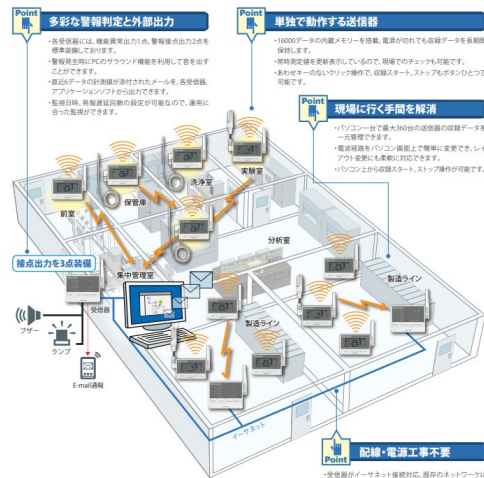 Point
多彩な警報判定と外部出力
・各受信器には、機能異常出力1点、警報接点出力2点を
標準装備しております。
・警報発生時にPCのサラウンド機能を利用して音を出す
ことができます。
・直近6データの計測値が添付されたメールを、各受信器、
アプリケーションソフトから出力できます。
・監視日時、発報遅延回数の設定が可能なので、運用に
合った監視ができます。
Point
単独で動作する送信器
・16000データの内蔵メモリーを搭載、電源が切れても収録データを長期間
保持します。
・常時測定値を更新表示しているので、現場でのチェックも可能です。
・あわせキーのないクリック操作で、収録スタート、ストップもボタンひとつで
可能です。
Point
現場に行く手間を解消
・パソコン一台で最大360台の送信器の収録データを
一元管理できます。
・電波経路をパソコン画面上で簡単に変更でき、レイ
アウト変更にも柔軟に対応できます。
・パソコン上から収録スタート、ストップ操作が可能です。
実験室
洗浄室
保管庫
前室
分析室
接点出力を3点装備
集中管理室
製造ライン
受信器
製造ライン
ブザー
ランプ
E-mail通報
イーサネット
Point
配線・電源工事不要
・受信器がイーサネット接続対応、既存のネットワークに